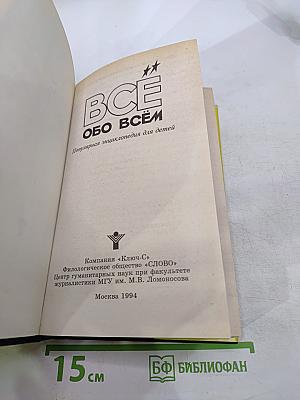 ВСЁ
ОБО ВСЁМ
Популярная энциклопедия для детей
Компания «Ключ-С»
Филологическое общество «СЛОВО»
Центр гуманитарных наук при факультете
журналистики МГУ им. М.В. Ломоносова
Москва 1994
15 см
БФ БИБЛИОФАН